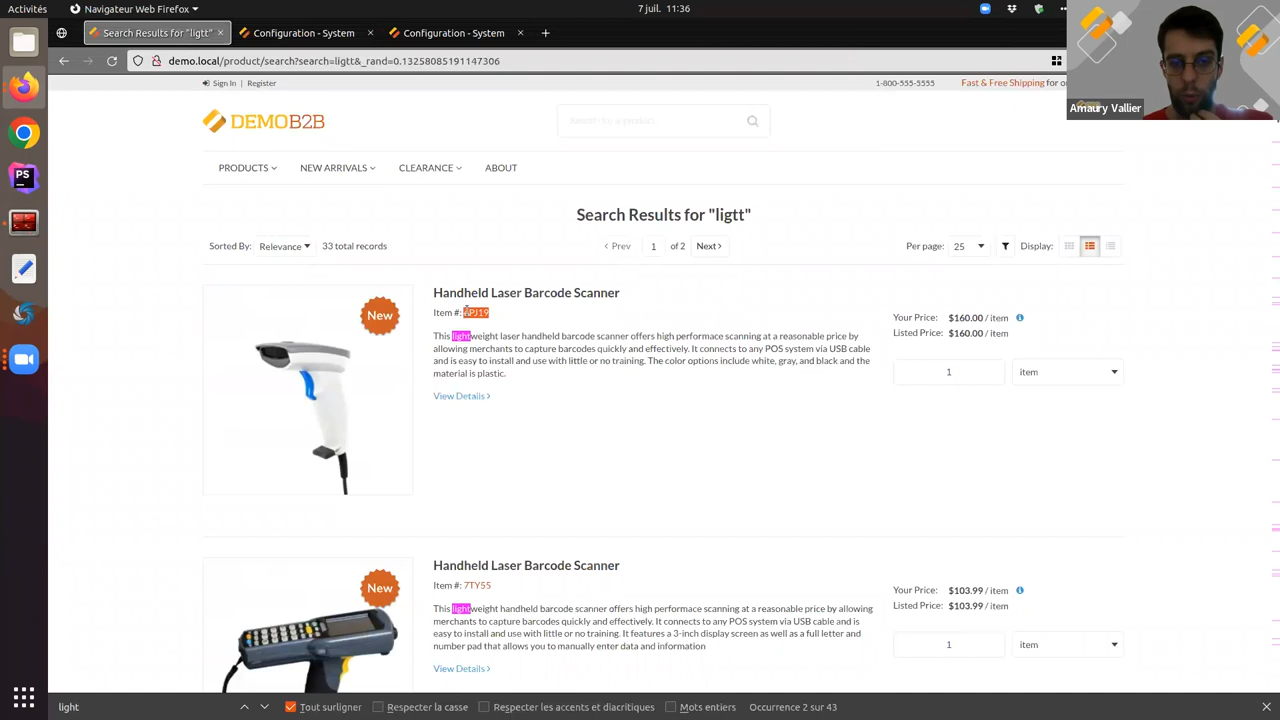 Activités
Navigateur Web Firefox
7 juil. 11:36
Search Results for "ligtt"
Configuration - System
Configuration - System
demo.local/product/search?search=ligtt&_rand=0.13258085191147306
Sign In | Register
1-800-555-5555
Fast & Free Shipping for or
Amaury Vallier
DEMOB2B
PRODUCTS
NEW ARRIVALS
CLEARANCE
ABOUT
Search Results for "ligtt"
Sorted By: Relevance
33 total records
< Prev 1 of 2 Next >
Per page: 25
Display:
New
Handheld Laser Barcode Scanner
Item #: 6PJ19
This lightweight laser handheld barcode scanner offers high performace scanning at a reasonable price by
allowing merchants to capture barcodes quickly and effectively. It connects to any POS system via USB cable
and is easy to install and use with little or no training. The color options include white, gray, and black and the
material is plastic.
View Details >
Your Price: $160.00 / item
Listed Price: $160.00 / item
1 item
New
Handheld Laser Barcode Scanner
Item #: 7TY55
This lightweight handheld barcode scanner offers high performace scanning at a reasonable price by allowing
merchants to capture barcodes quickly and effectively. It connects to any POS system via USB cable and is
easy to install and use with little or no training. It features a 3-inch display screen as well as a full letter and
number pad that allows you to manually enter data and information
View Details >
Your Price: $103.99 / item
Listed Price: $103.99 / item
1 item
light
Tout surligner
Respecter la casse
Respecter les accents et diacritiques
Mots entiers
Occurrence 2 sur 43